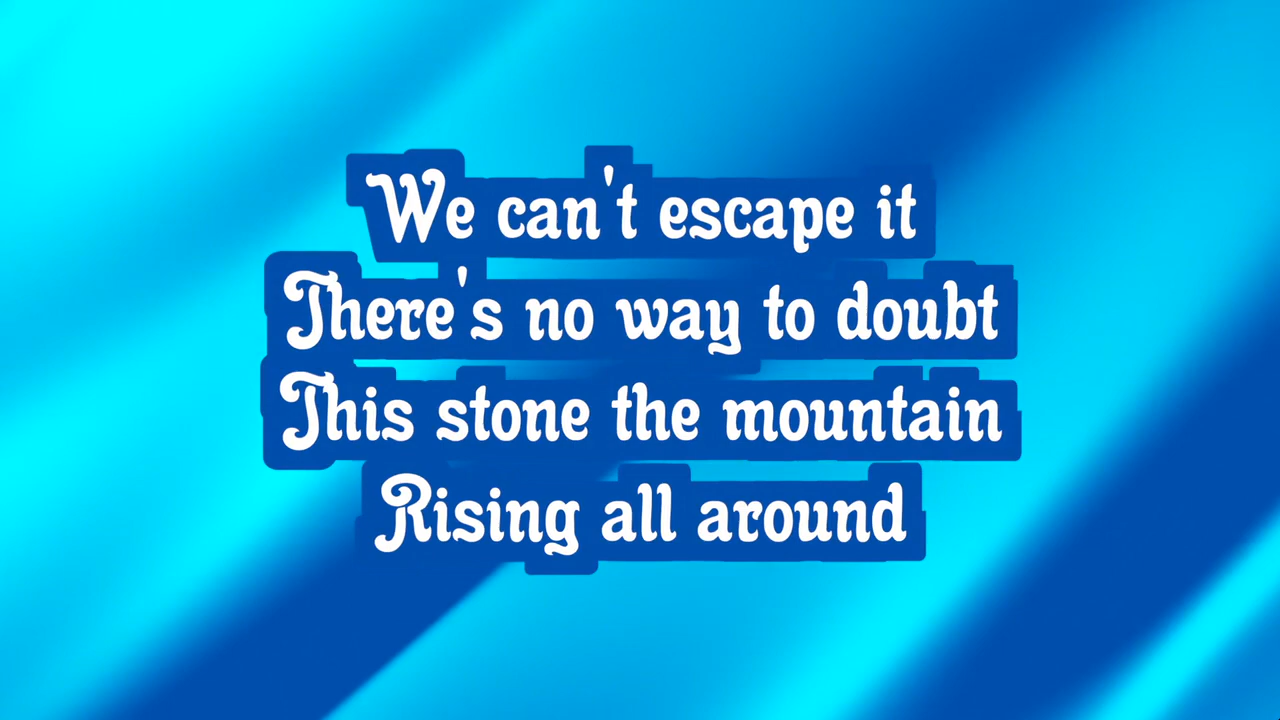 We can't escape it
There's no way to doubt
This stone the mountain
Rising all around